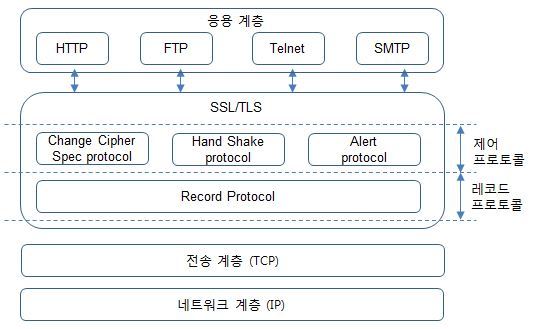 응용 계층
HTTP
FTP
Telnet
SMTP
SSL/TLS
Change Cipher
Spec protocol
Hand Shake
protocol
Alert
protocol
제어
프로토콜
Record Protocol
레코드
프로토콜
전송 계층 (TCP)
네트워크 계층 (IP)